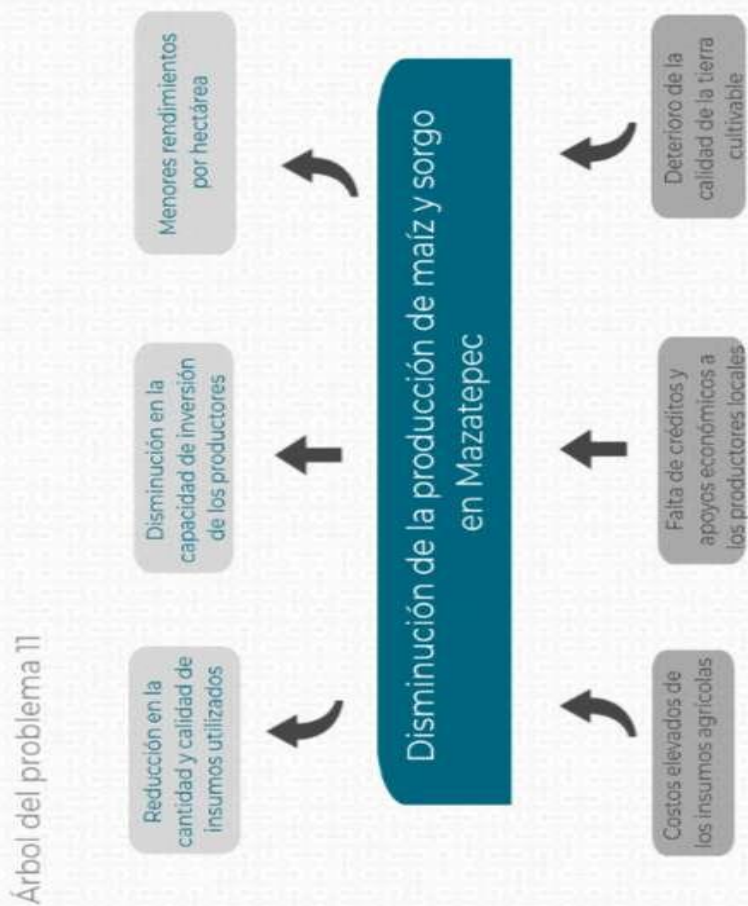 Árbol del problema 11
Reducción en la
cantidad y calidad de
insumos utilizados
Disminución en la
capacidad de inversión
de los productores
Menores rendimientos
por hectárea
Disminución de la producción de maíz y sorgo
en Mazatepec
Costos elevados de
los insumos agrícolas
Falta de créditos y
apoyos económicos a
los productores locales
Deterioro de la
calidad de la tierra
cultivable